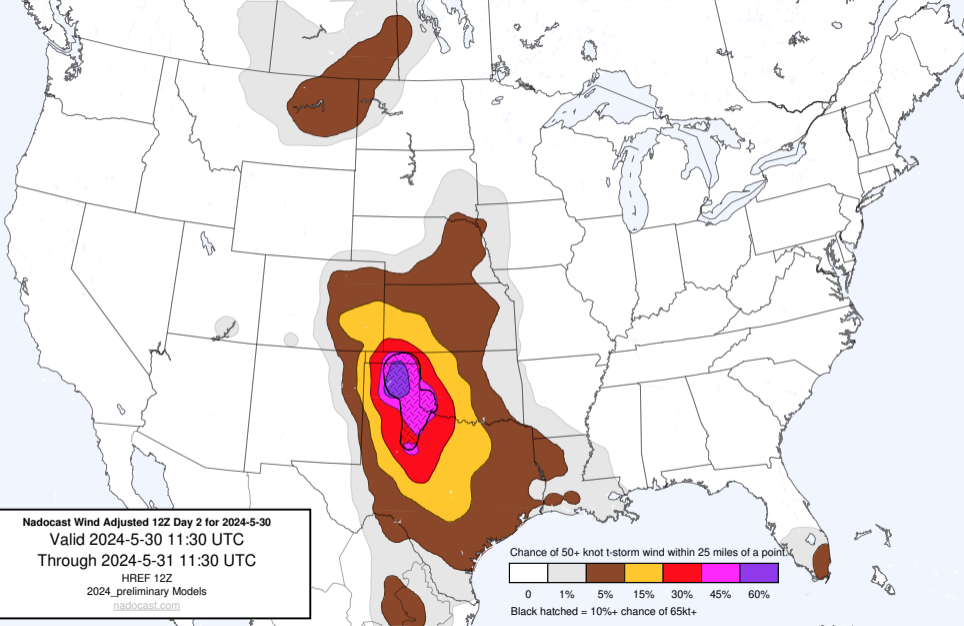 Nadocast Wind Adjusted 12Z Day 2 for 2024-5-30
Valid 2024-5-30 11:30 UTC
Through 2024-5-31 11:30 UTC
HREF 12Z
2024_preliminary Models
nadocast.com
Chance of 50+ knot t-storm wind within 25 miles of a point.
0 1% 5% 15% 30% 45% 60%
Black hatched = 10%+ chance of 65kt+